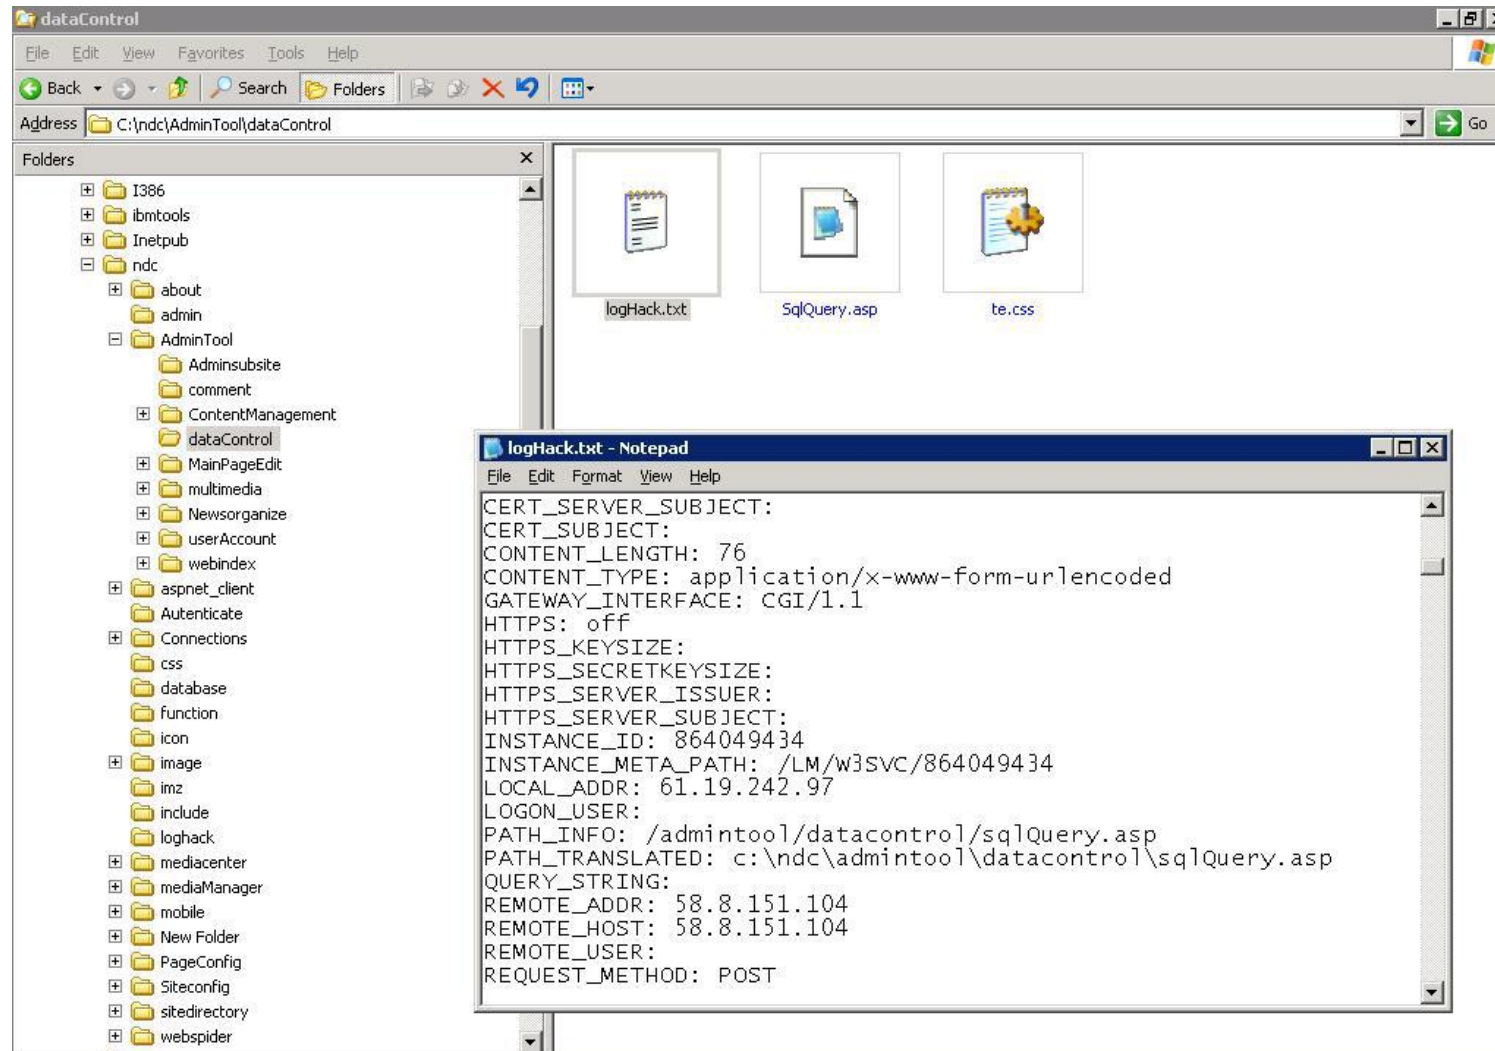 dataControl
File Edit View Favorites Tools Help
Back Search Folders
Address C:\ndc\AdminTool\dataControl Go
Folders
I386
ibmtools
Inetpub
ndc
about
admin
AdminTool
Adminsubsite
comment
ContentManagement
dataControl
MainPageEdit
multimedia
Newsorganize
userAccount
webindex
aspnet_client
Autenticate
Connections
css
database
function
icon
image
imz
include
loghack
mediacenter
mediaManager
mobile
New Folder
PageConfig
Siteconfig
sitedirectory
webspider
logHack.txt SqlQuery.asp te.css
logHack.txt - Notepad
File Edit Format View Help
CERT_SERVER_SUBJECT:
CERT_SUBJECT:
CONTENT_LENGTH: 76
CONTENT_TYPE: application/x-www-form-urlencoded
GATEWAY_INTERFACE: CGI/1.1
HTTPS: off
HTTPS_KEYSIZE:
HTTPS_SECRETKEYSIZE:
HTTPS_SERVER_ISSUER:
HTTPS_SERVER_SUBJECT:
INSTANCE_ID: 864049434
INSTANCE_META_PATH: /LM/W3SVC/864049434
LOCAL_ADDR: 61.19.242.97
LOGON_USER:
PATH_INFO: /admintool/datacontrol/sqlQuery.asp
PATH_TRANSLATED: c:\ndc\admintool\datacontrol\sqlQuery.asp
QUERY_STRING:
REMOTE_ADDR: 58.8.151.104
REMOTE_HOST: 58.8.151.104
REMOTE_USER:
REQUEST_METHOD: POST